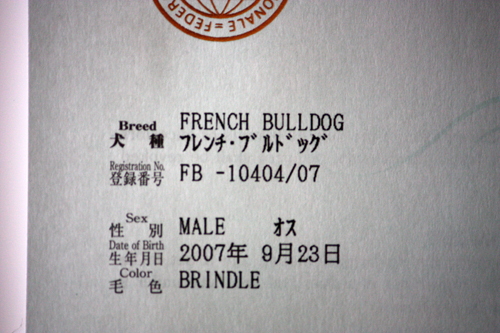 ONALE = FEDER
Breed FRENCH BULLDOG
犬種 ﾌﾚﾝﾁ･ﾌﾞﾙﾄﾞｯｸﾞ
Registration No.
登録番号 FB -10404/07
Sex
性別 MALE ｵｽ
Date of Birth
生年月日 2007年 9月23日
Color
毛色 BRINDLE